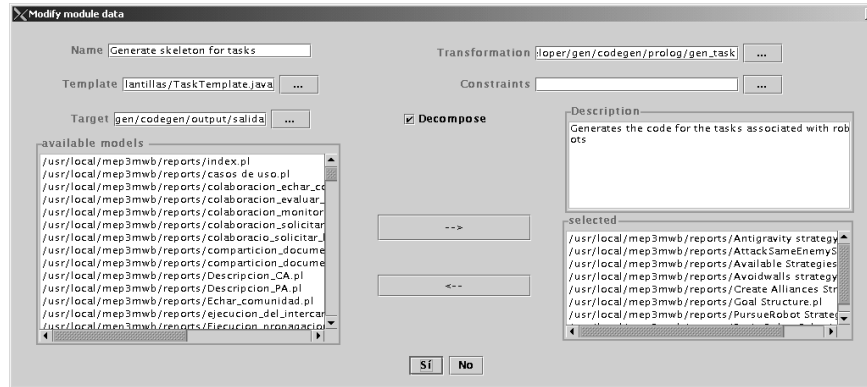 Modify module data
Name Generate skeleton for tasks
Transformation :loper/gen/codegen/prolog/gen_task ...
Template lantillas/TaskTemplate.java ...
Constraints ...
Target gen/codegen/output/salida ...
Decompose
Description
Generates the code for the tasks associated with rob
ots
available models
/usr/local/mep3mwb/reports/index.pl
/usr/local/mep3mwb/reports/casos de uso.pl
/usr/local/mep3mwb/reports/colaboracion_echar_co
/usr/local/mep3mwb/reports/colaboracion_evaluar_
/usr/local/mep3mwb/reports/colaboracion_monitor
/usr/local/mep3mwb/reports/colaboracion_solicitar
/usr/local/mep3mwb/reports/colaboracio_solicitar_l
/usr/local/mep3mwb/reports/comparticion_docume
/usr/local/mep3mwb/reports/comparticion_docume
/usr/local/mep3mwb/reports/Descripcion_CA.pl
/usr/local/mep3mwb/reports/Descripcion_PA.pl
/usr/local/mep3mwb/reports/Echar_comunidad.pl
/usr/local/mep3mwb/reports/ejecucion_del_intercar
/usr/local/mep3mwb/reports/Ejecucion_propagacio
-->
<--
selected
/usr/local/mep3mwb/reports/Antigravity strategy
/usr/local/mep3mwb/reports/AttackSameEnemyS
/usr/local/mep3mwb/reports/Available Strategies
/usr/local/mep3mwb/reports/Avoidwalls strategy
/usr/local/mep3mwb/reports/Create Alliances Str
/usr/local/mep3mwb/reports/Goal Structure.pl
/usr/local/mep3mwb/reports/PursueRobot Strateg
Sí No